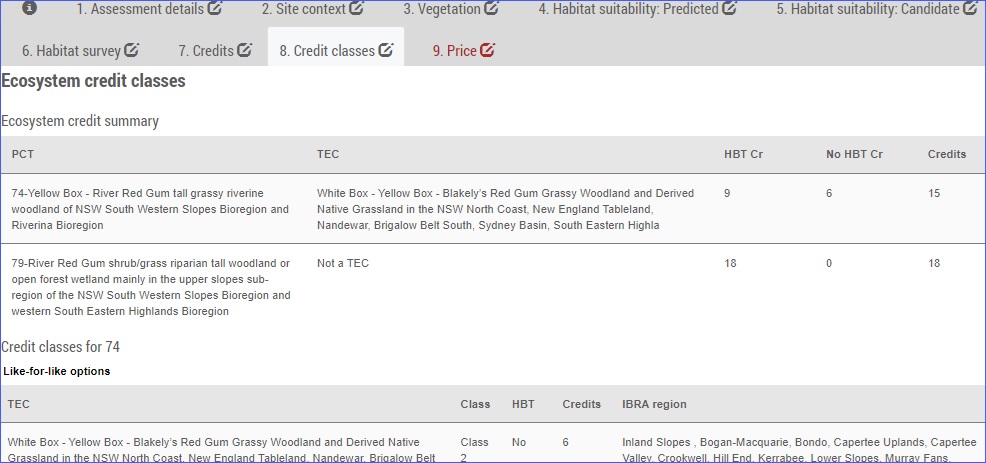 1. Assessment details 2. Site context 3. Vegetation 4. Habitat suitability: Predicted 5. Habitat suitability: Candidate
6. Habitat survey 7. Credits 8. Credit classes 9. Price
Ecosystem credit classes
Ecosystem credit summary
PCT TEC HBT Cr No HBT Cr Credits
74-Yellow Box - River Red Gum tall grassy riverine White Box - Yellow Box - Blakely's Red Gum Grassy Woodland and Derived 9 6 15
woodland of NSW South Western Slopes Bioregion and Native Grassland in the NSW North Coast, New England Tableland,
Riverina Bioregion Nandewar, Brigalow Belt South, Sydney Basin, South Eastern Highla
79-River Red Gum shrub/grass riparian tall woodland or Not a TEC 18 0 18
open forest wetland mainly in the upper slopes sub-
region of the NSW South Western Slopes Bioregion and
western South Eastern Highlands Bioregion
Credit classes for 74
Like-for-like options
TEC Class HBT Credits IBRA region
White Box - Yellow Box - Blakely's Red Gum Grassy Woodland and Derived Native Class No 6 Inland Slopes , Bogan-Macquarie, Bondo, Capertee Uplands, Capertee
Grassland in the NSW North Coast, New England Tableland, Nandewar, Brigalow Belt 2 Valley, Crookwell, Hill End, Kerrabee, Lower Slopes, Murray Fans,